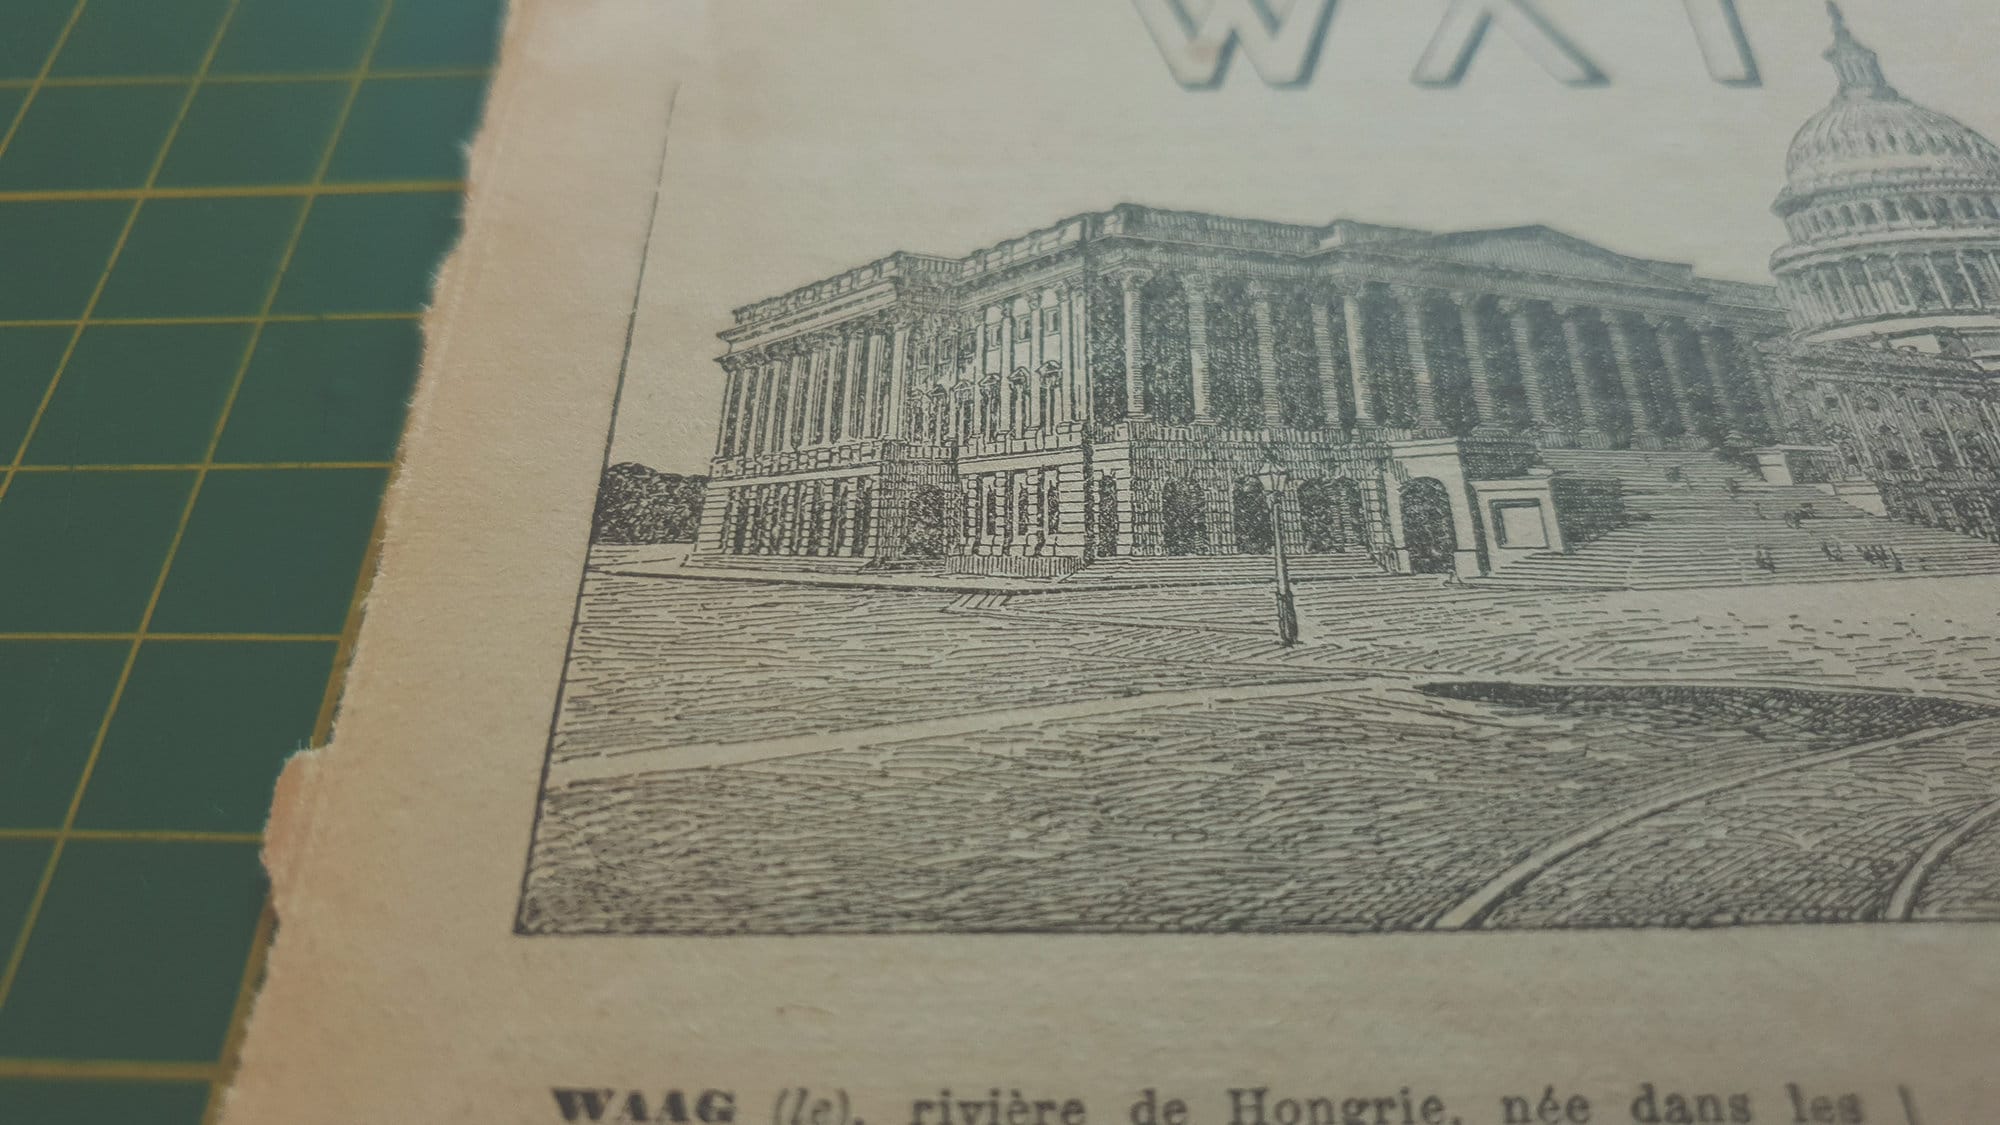 WAAG (le), rivière de Hongrie, née dans les